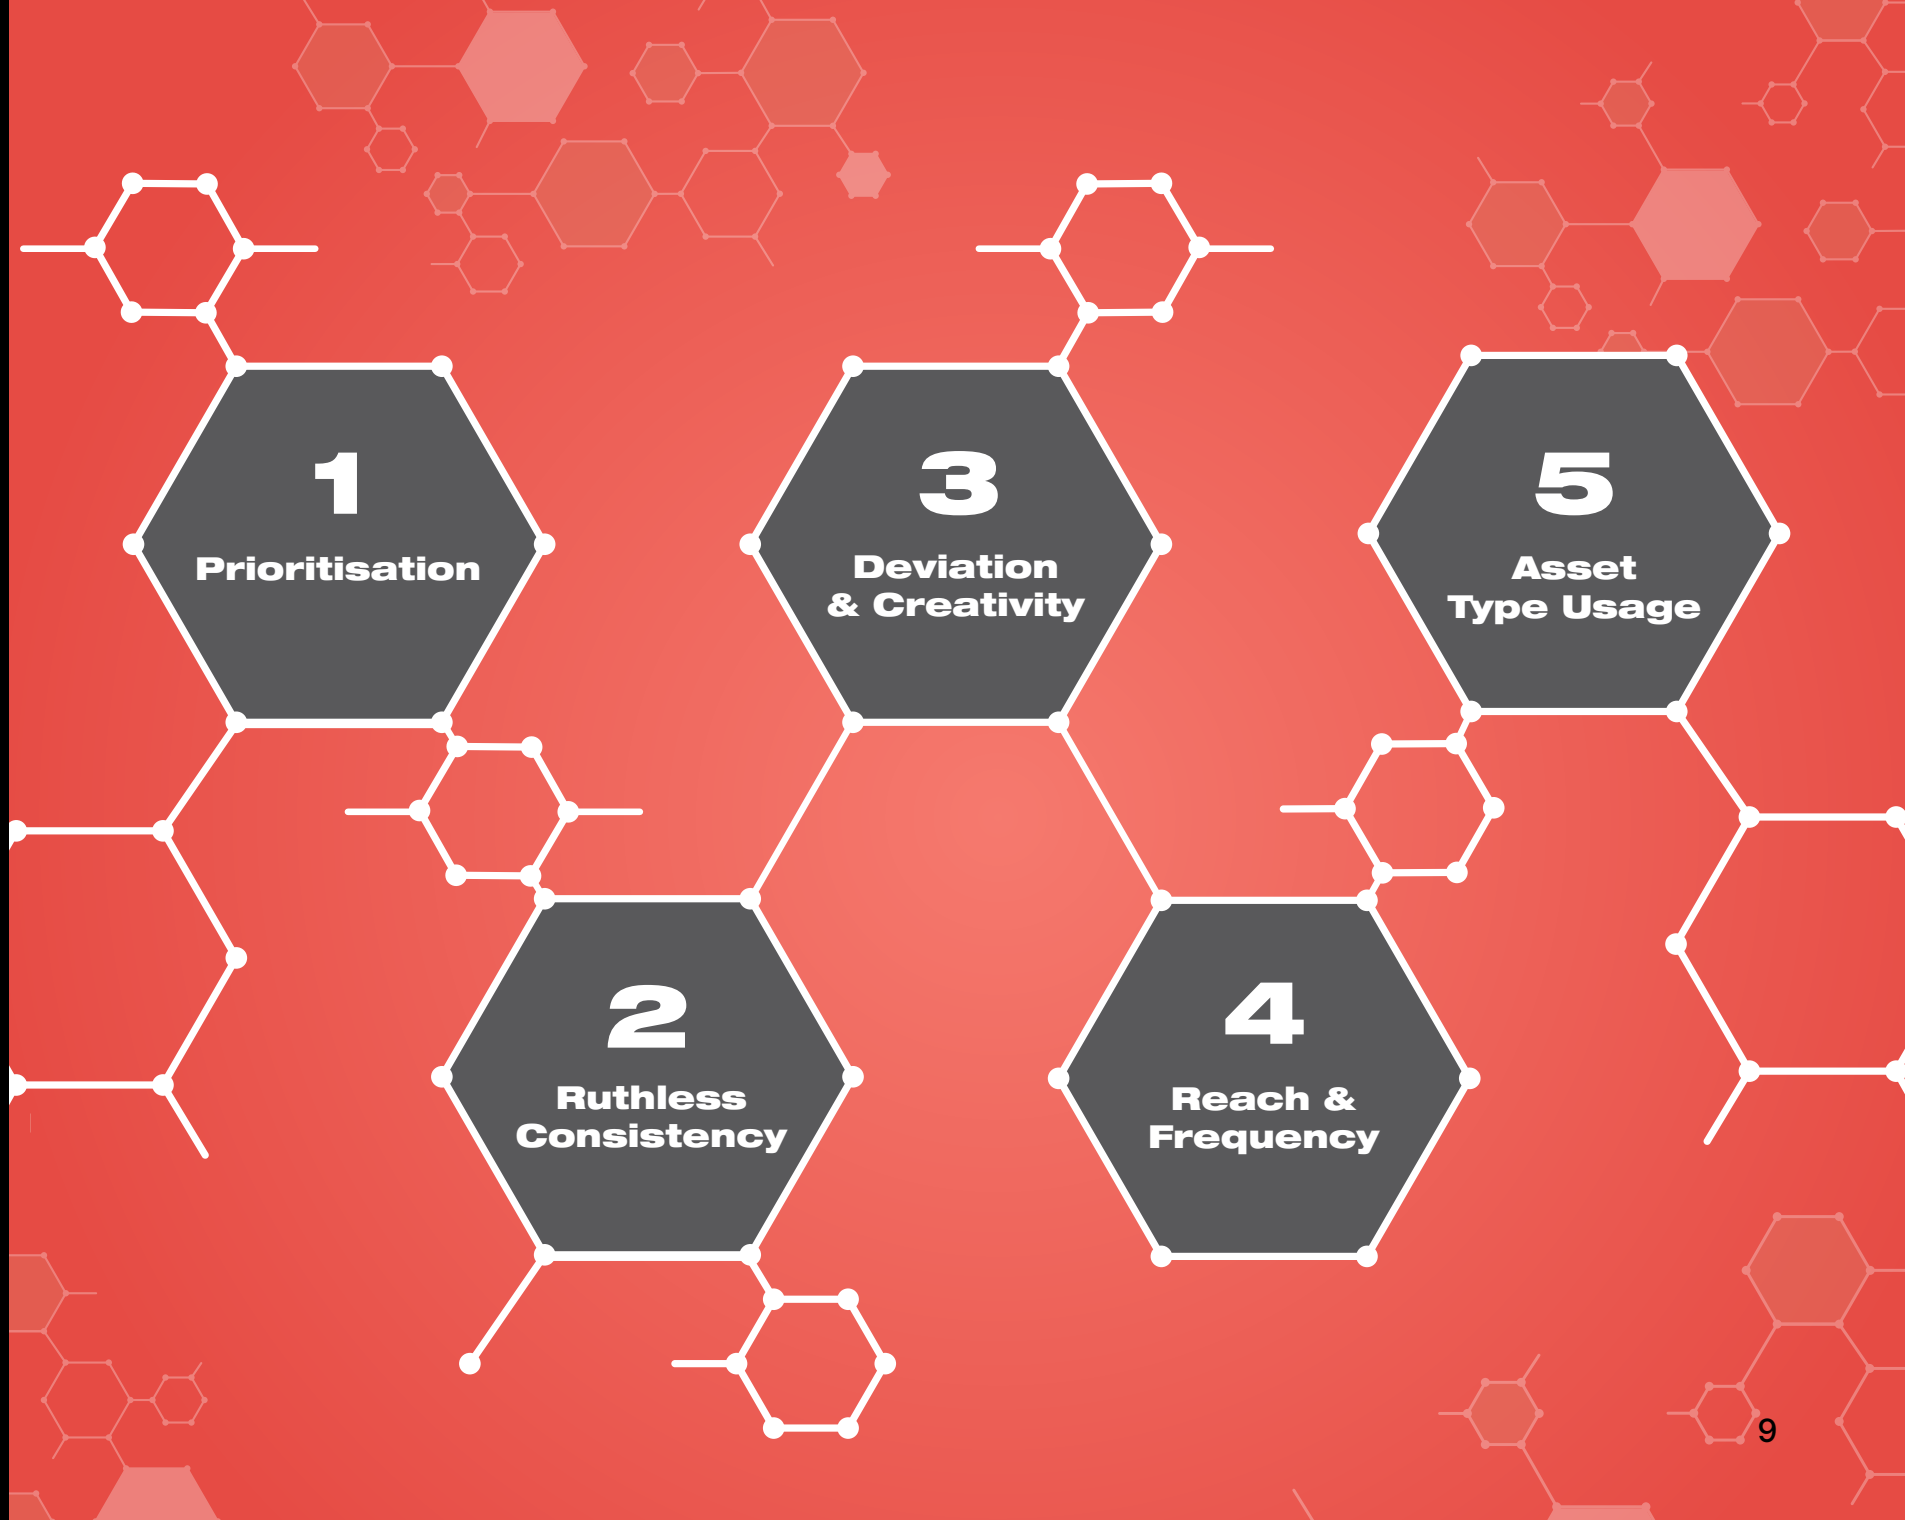 1
Prioritisation
2
Ruthless
Consistency
3
Deviation
& Creativity
4
Reach &
Frequency
5
Asset
Type Usage
9